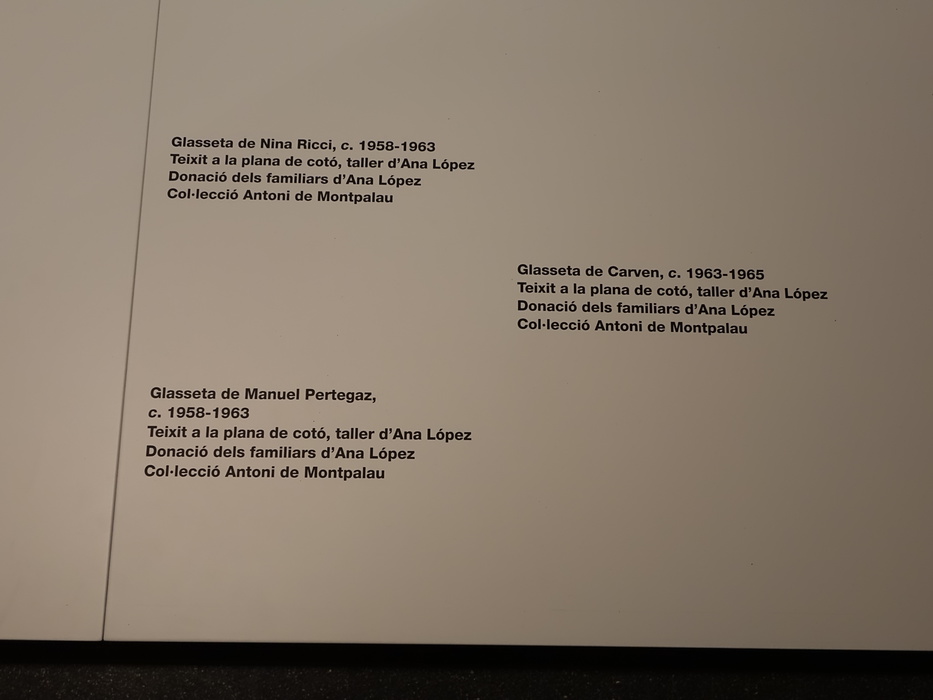 Glasseta de Nina Ricci, c. 1958-1963
Teixit a la plana de cotó, taller d'Ana López
Donació dels familiars d'Ana López
Col·lecció Antoni de Montpalau
Glasseta de Carven, c. 1963-1965
Teixit a la plana de cotó, taller d'Ana López
Donació dels familiars d'Ana López
Col·lecció Antoni de Montpalau
Glasseta de Manuel Pertegaz,
c. 1958-1963
Teixit a la plana de cotó, taller d'Ana López
Donació dels familiars d'Ana López
Col·lecció Antoni de Montpalau